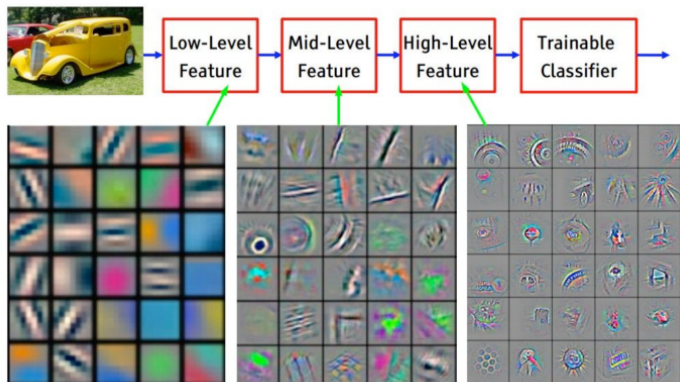 Low-Level
Feature
Mid-Level
Feature
High-Level
Feature
Trainable
Classifier